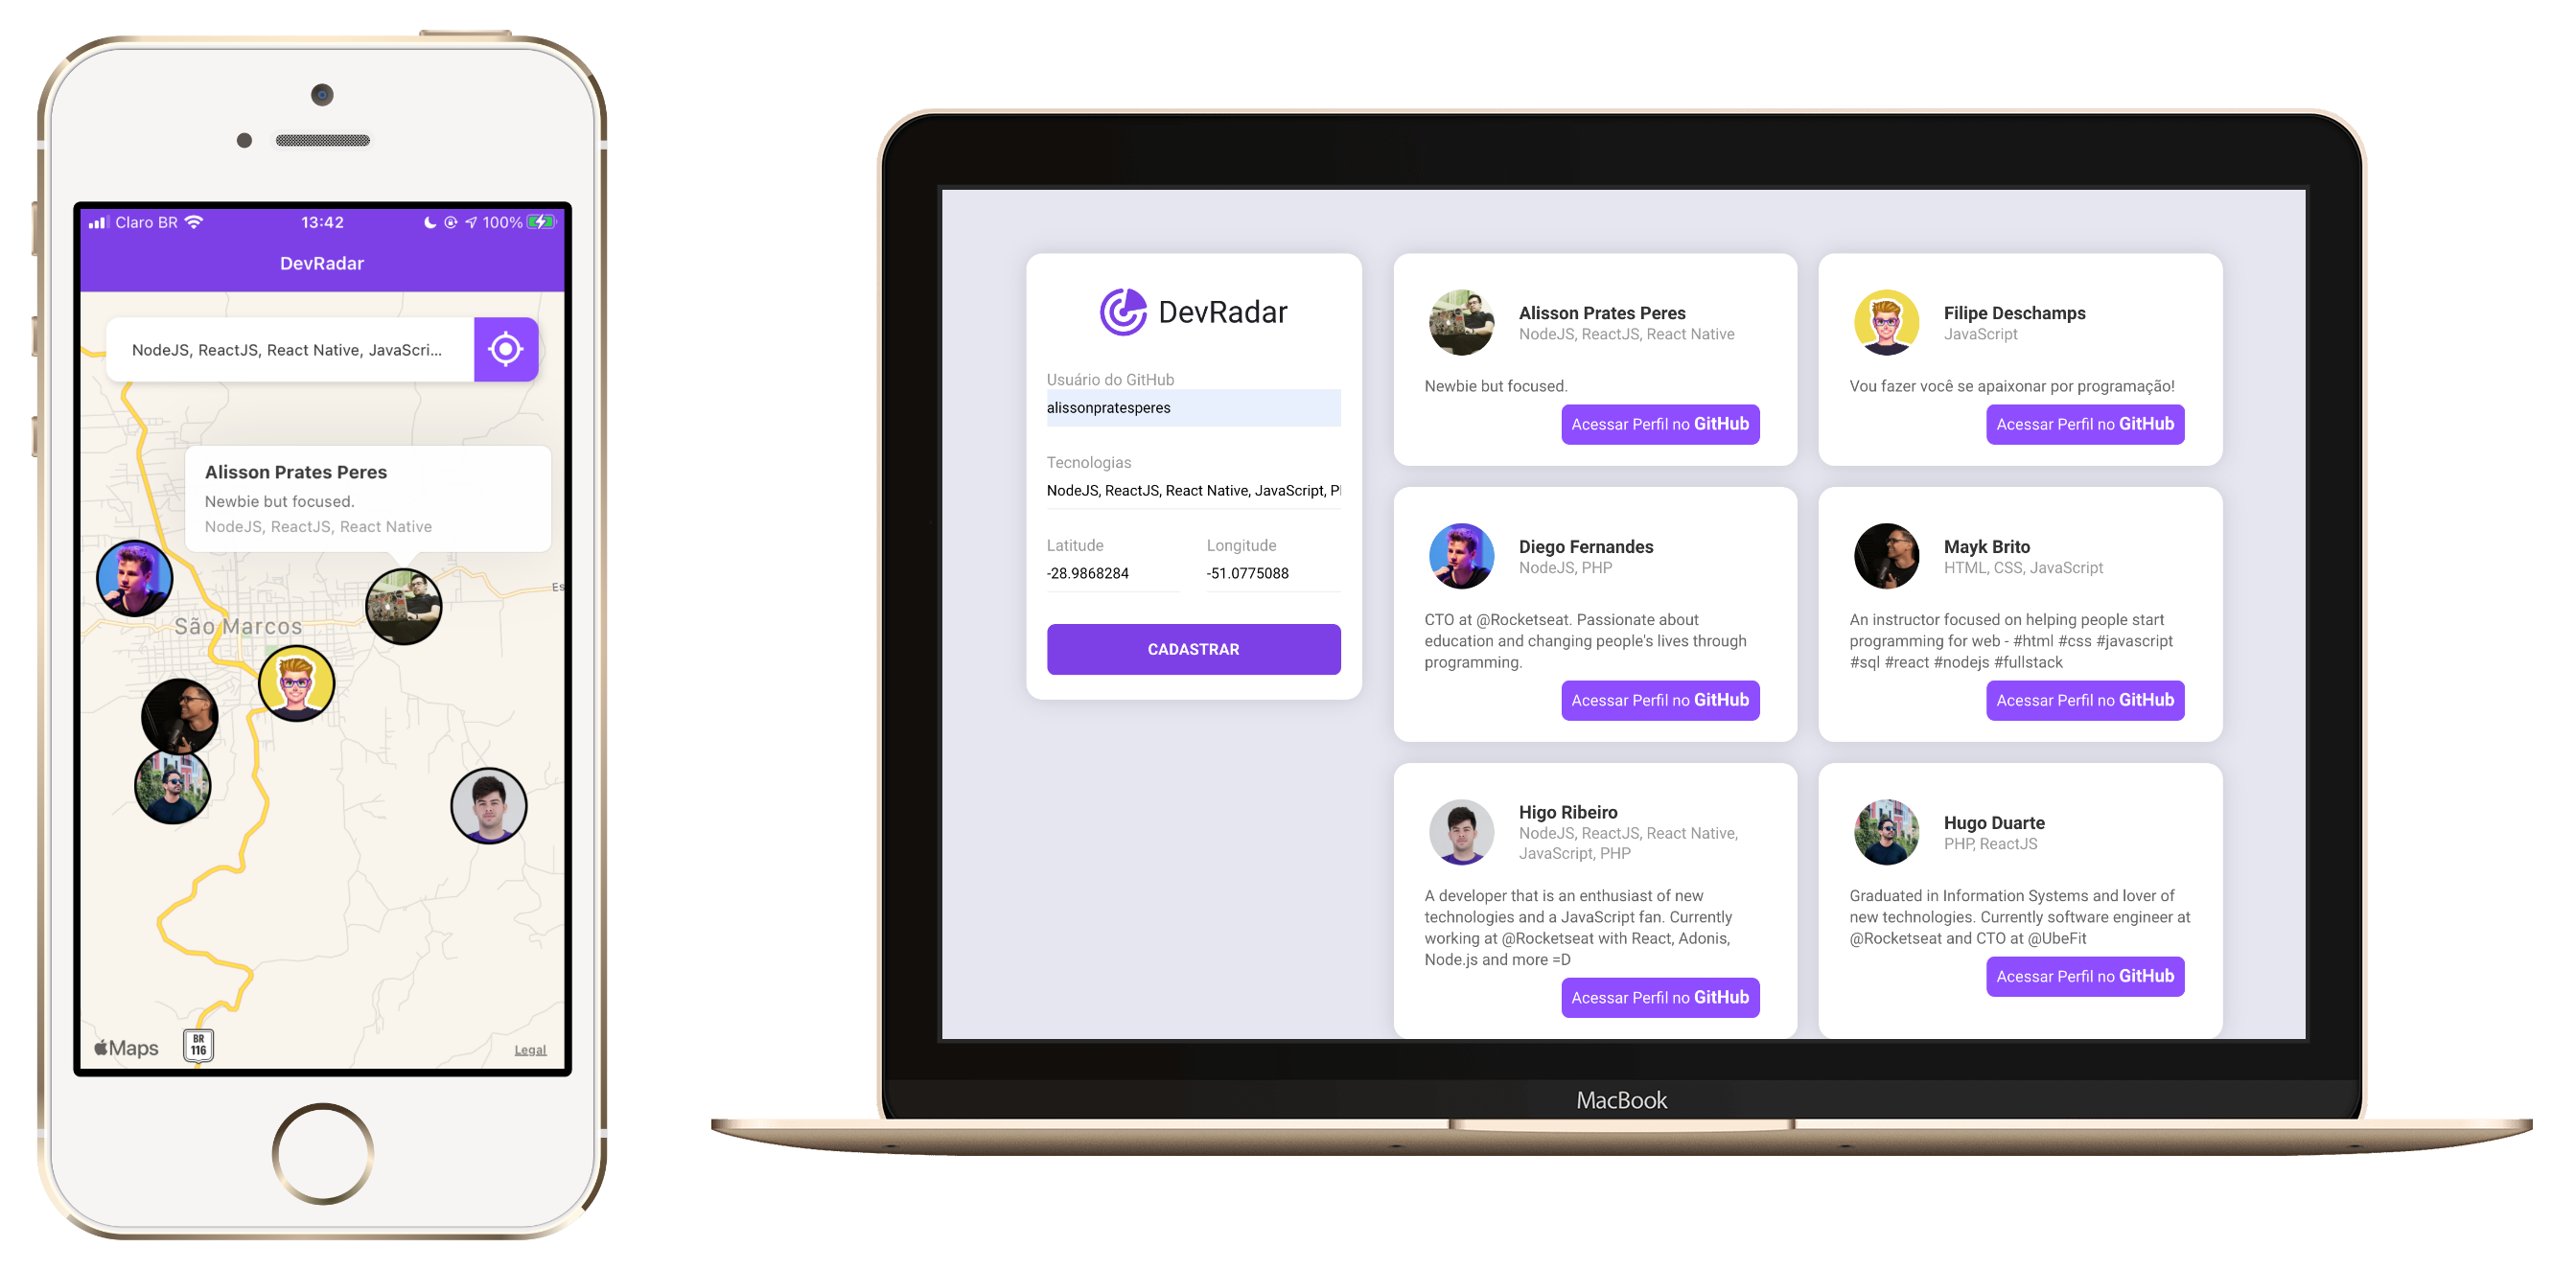 Claro BR
13:42
100%
DevRadar
NodeJS, ReactJS, React Native, JavaScri...
Alisson Prates Peres
Newbie but focused.
NodeJS, ReactJS, React Native
Es
São Marcos
Maps
BR
116
Legal
DevRadar
Usuário do GitHub
alissonpratesperes
Tecnologias
NodeJS, ReactJS, React Native, JavaScript, P
Latitude
Longitude
-28.9868284
-51.0775088
CADASTRAR
Alisson Prates Peres
NodeJS, ReactJS, React Native
Newbie but focused.
Acessar Perfil no GitHub
Filipe Deschamps
JavaScript
Vou fazer você se apaixonar por programação!
Acessar Perfil no GitHub
Diego Fernandes
NodeJS, PHP
CTO at @Rocketseat. Passionate about
education and changing people's lives through
programming.
Acessar Perfil no GitHub
Mayk Brito
HTML, CSS, JavaScript
An instructor focused on helping people start
programming for web - #html #css #javascript
#sql #react #nodejs #fullstack
Acessar Perfil no GitHub
Higo Ribeiro
NodeJS, ReactJS, React Native,
JavaScript, PHP
A developer that is an enthusiast of new
technologies and a JavaScript fan. Currently
working at @Rocketseat with React, Adonis,
Node.js and more =D
Acessar Perfil no GitHub
Hugo Duarte
PHP, ReactJS
Graduated in Information Systems and lover of
new technologies. Currently software engineer at
@Rocketseat and CTO at @UbeFit
Acessar Perfil no GitHub
MacBook